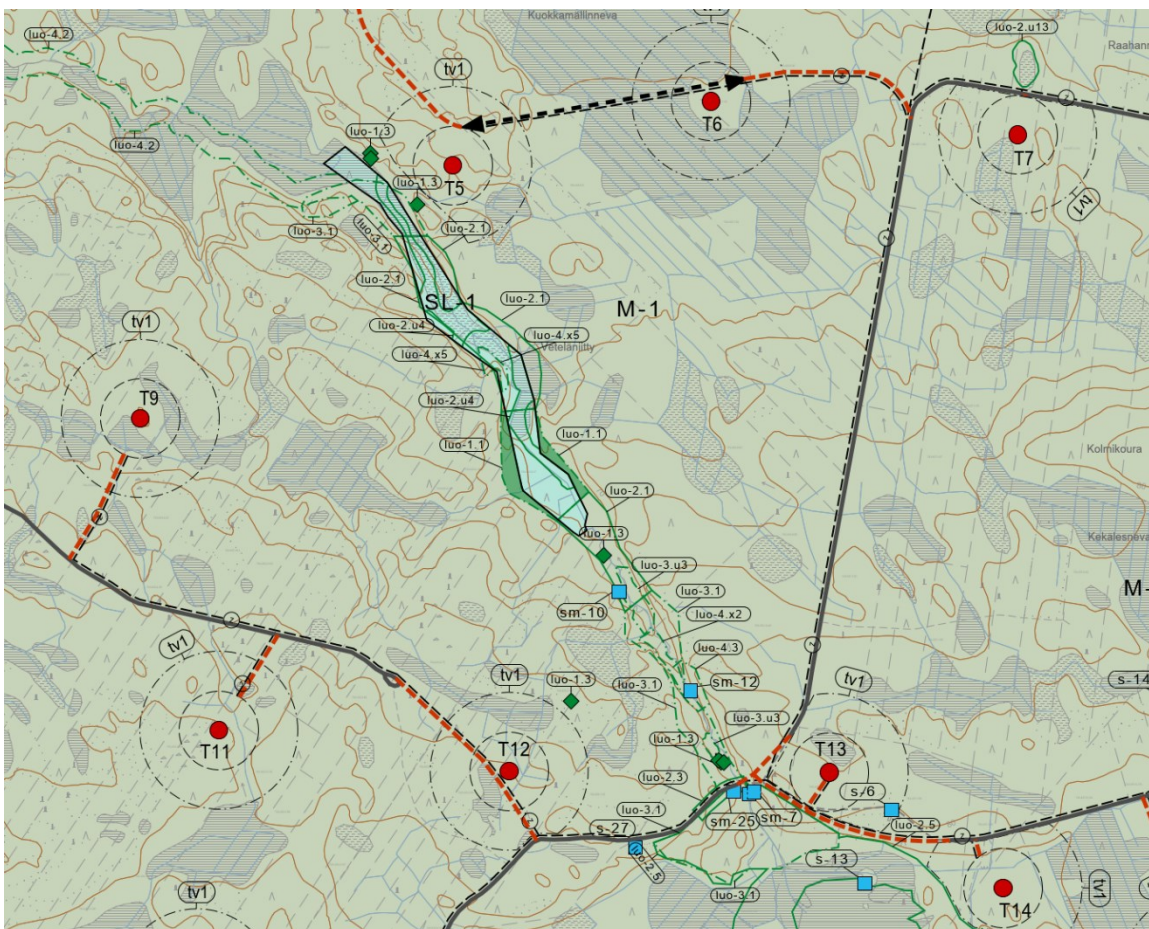 Kuokkamällinneva
luo-4.2
tv1
luo-2.u13
Raahann
T6
T7
luo-4.2
luo-1.3
T5
luo-1.3
tv1
luo-3.1
luo-3.1
luo-2.1
luo-2.1
SL-1
luo-2.1
M-1
tv1
luo-2.u4
luo-4.x5
Vetelaniitty
luo-4.x5
T9
luo-2.u4
luo-1.1
luo-1.1
Kolmikoura
luo-2.1
luo-1.3
Kekalesneva
luo-3.u3
luo-3.1
M-
sm-10
luo-4.x2
tv1
luo-4.3
luo-3.1
sm-12
s-14
tv1
luo-1.3
luo-3.u3
tv1
T11
luo-1.3
T12
T13
luo-2.3
s-6
luo-3.1
sm-25
sm-7
s-27
luo-2.5
luo-2.5
s-13
luo-3.1
tv1
tv1
T14
tv1